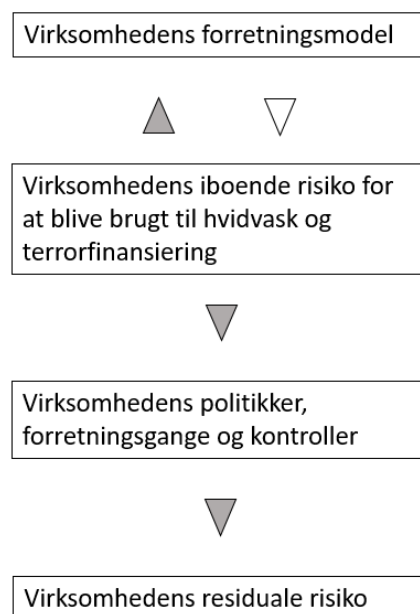 Virksomhedens forretningsmodel
Virksomhedens iboende risiko for
at blive brugt til hvidvask og
terrorfinansiering
Virksomhedens politikker,
forretningsgange og kontroller
Virksomhedens residuale risiko